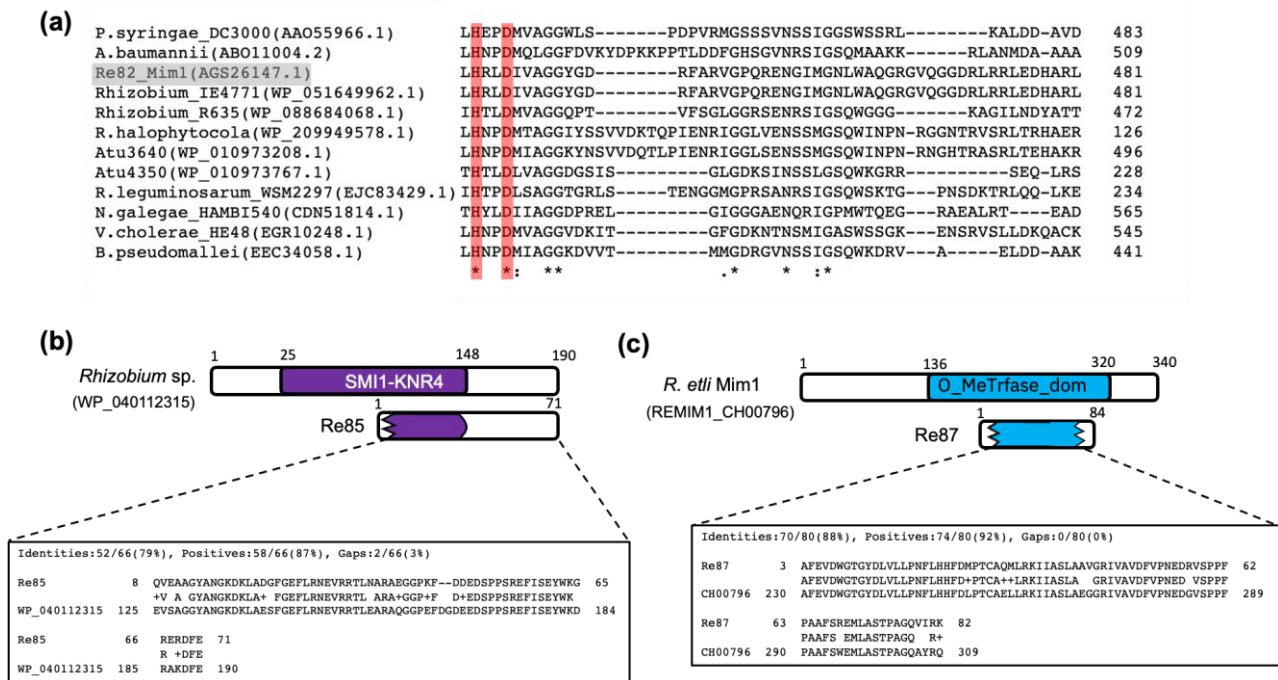 (a)
P.syringae_DC3000(AAO55966.1) LHEPDMVAGGWLS-------PDPVRMGSSSVNSSIGGSWSSRL------KALDD-AVD 483
A.baumannii(ABO11004.2) LHNPDMQLGGFDVKYDPKKPPTLDDFGHSGVNRSIGSQMAAKK------RLANMDA-AAA 509
Re82_Mim1(AGS26147.1) LHRLDIVAGGYGD-------RFARVGPQRENGIMGNLWAQGRGVQGGDRLRRLEDHARL 481
Rhizobium_IE4771(WP_051649962.1) LHRLDIVAGGYGD-------RFARVGPQRENGIMGNLWAQGRGVQGGDRLRRLEDHARL 481
Rhizobium_R635(WP_088684068.1) IHTLDMVAGGQPT-------VFSGLGGRSENRSIGSQWGGG------KAGILNDYATT 472
R.halophytocola(WP_209949578.1) LHNPDMTAGGIYSSVVDKTQPIENRIGGLVENSSMGSQWINPN-RGGNTRVSRLTRHAER 126
Atu3640(WP_010973208.1) LHNPDMIAGGKYNSVVDQTLPIENRIGGLSENSSMGSQWINPN-RNGHTRASRLTEHAKR 496
Atu4350(WP_010973767.1) THTLDLVAGGDGSIS--------GLGDKSINSSLGQWKGRR-------SEQ-LRS 228
R.leguminosarum_WSM2297(EJC83429.1) IHTPDLSAGGTGRLS-------TENGGMGPRSANRSIGSQWSKTG---PNSDKTRLQQ-LKE 234
N.galegae_HAMBI540(CDN51814.1) THYLDIIAGGDPREL-------GIGGGAENQRIGPMWTQEG---RAEALRT----EAD 565
V.cholerae_HE48(EGR10248.1) LHNPDMVAGGVDKIT-------GFGDKNTNSMIGASWSSGK---ENSRVSLLDKQACK 545
B.pseudomallei(EEC34058.1) LHNPDMIAGGKDVVT-------MMGDRGVNSSIGSQWKDRV---A----ELDD-AAK 441
* *: ** .* * :*
(b)
1 25 148 190
Rhizobium sp. SMI1-KNR4
(WP_040112315)
1 71
Re85
Identities:52/66(79%), Positives:58/66(87%), Gaps:2/66(3%)
Re85 8 QVEAAGYANGKDKLADGFGEFLRNEVRRTLNARAEGGPKF--DDEDSPPSREFISEYWKG 65
+V A GYANGKDKLA+ FGEFLRNEVRRTL ARA+GGP+F D+EDSPPSREFISEYWK
WP_040112315 125 EVSAGGYANGKDKLAESFGEFLRNEVRRTLEARAQGGPEFDGDEEDSPPSREFISEYWKD 184
Re85 66 RERDFE 71
R +DFE
WP_040112315 185 RAKDFE 190
(c)
1 136 320 340
R. etli Mim1 O_MeTrfase_dom
(REMIM1_CH00796)
1 84
Re87
Identities:70/80(88%), Positives:74/80(92%), Gaps:0/80(0%)
Re87 3 AFEVDWGTGYDLVLLPNFLHHFDMPTCAQMLRKIIASLAAVGRIVAVDFVPNEDRVSPPF 62
AFEVDWGTGYDLVLLPNFLHHFD+PTCA++LRKIIASLA GRIVAVDFVPNED VSPPF
CH00796 230 AFEVDWGTGYDLVLLPNFLHHFDLPTCAELLRKIIASLAEGGRIVAVDFVPNEDGVSPPF 289
Re87 63 PAAFSREMLASTPAGQVIRK 82
PAAFS EMLASTPAGQ R+
CH00796 290 PAAFSWEMLASTPAGQAYRQ 309